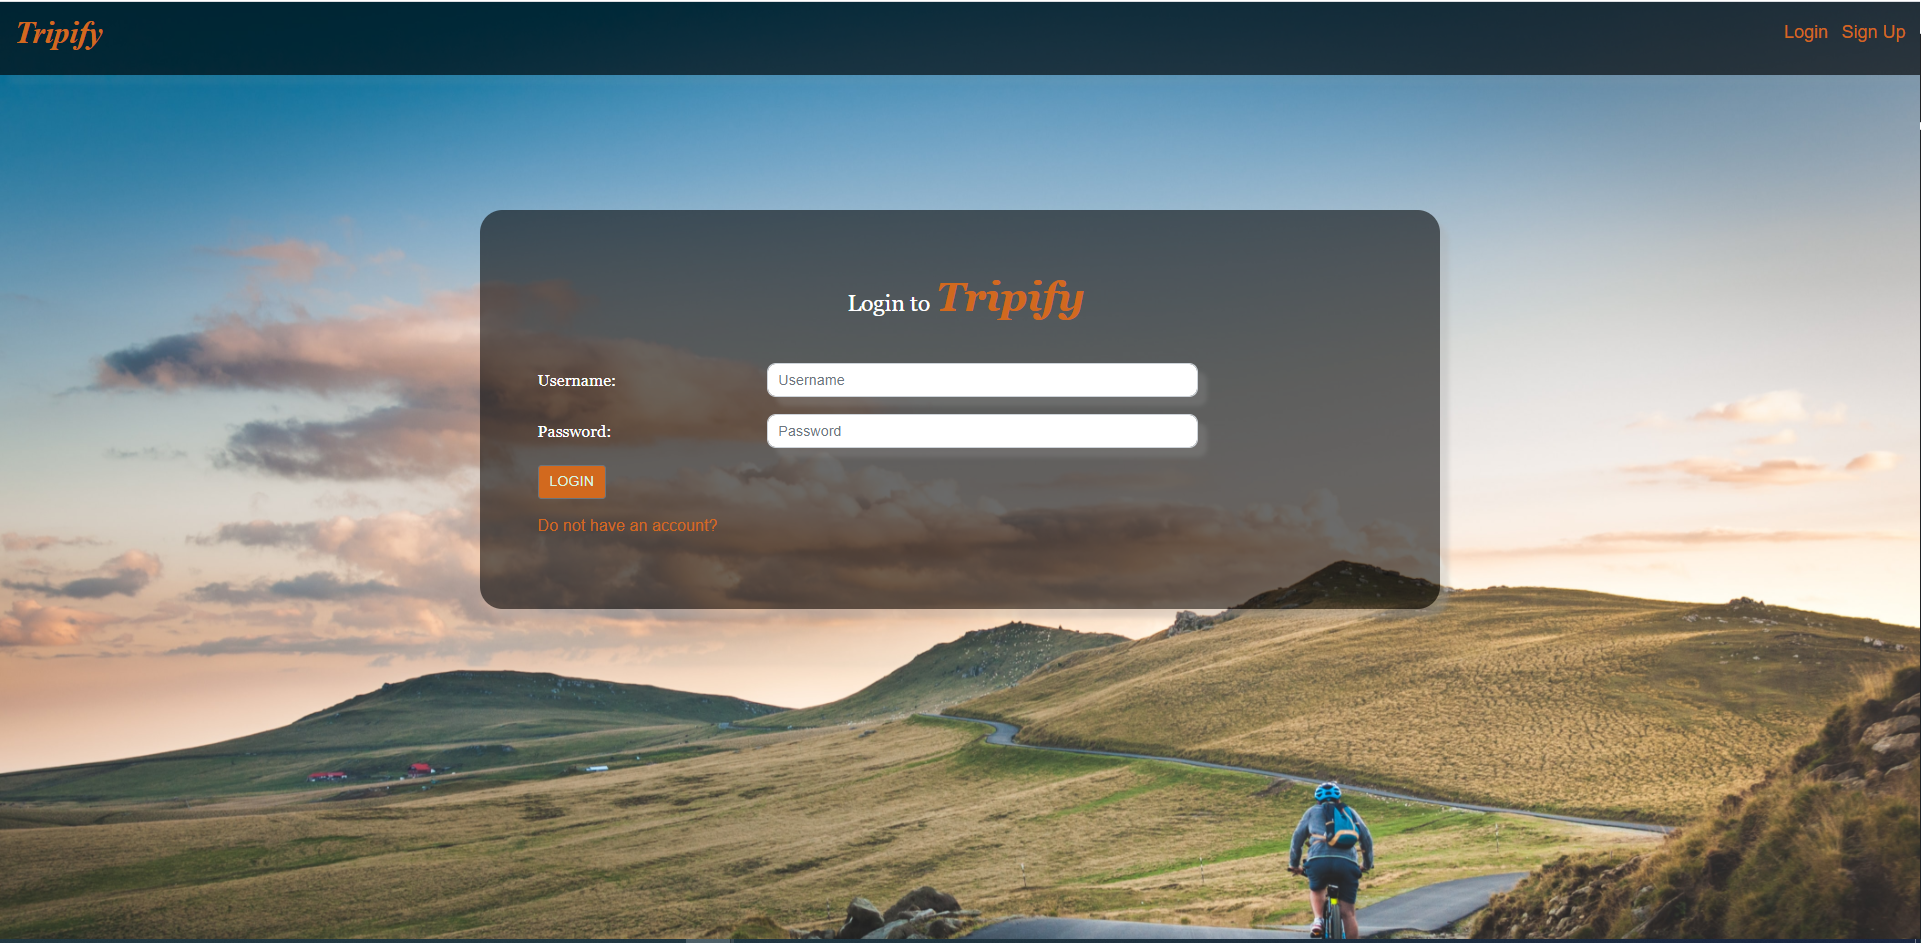 Tripify
Login Sign Up
Login to Tripify
Username: Username
Password: Password
LOGIN
Do not have an account?